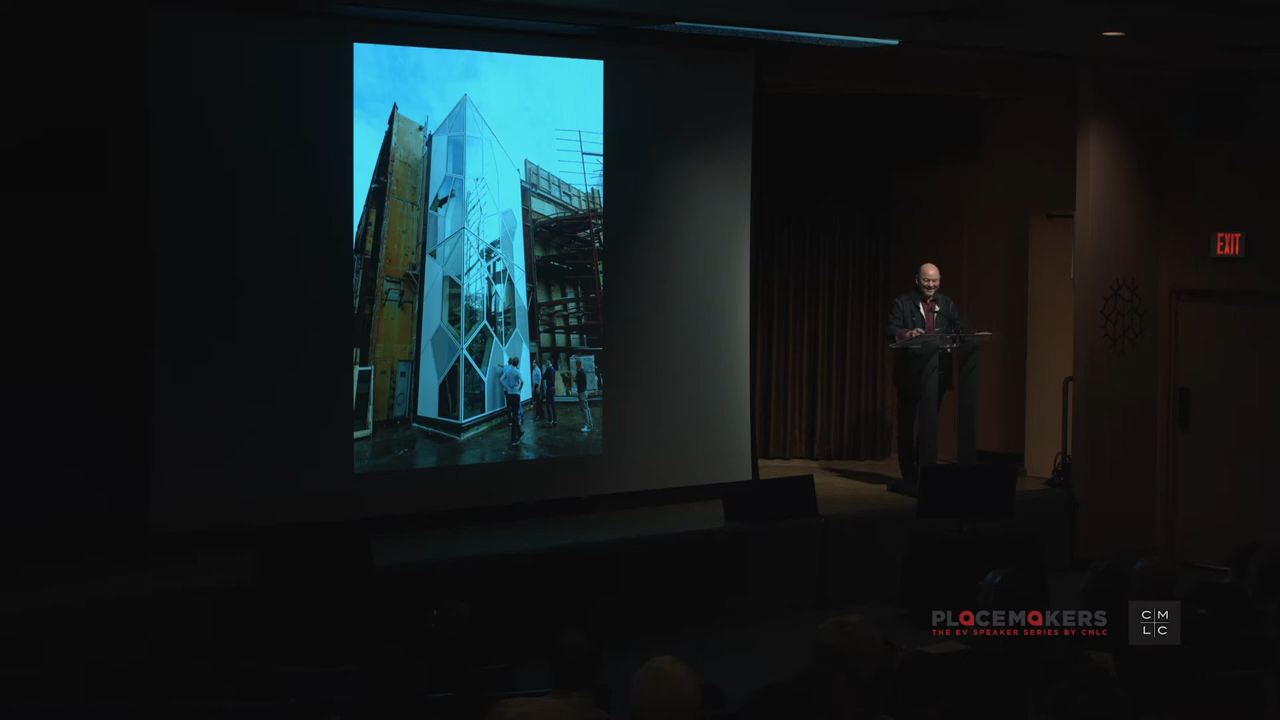 EXIT
PLACEMAKERS
THE EV SPEAKER SERIES BY CMLC
CM
LC